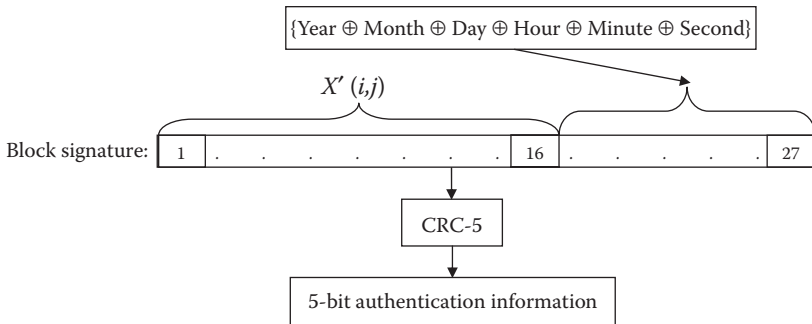 {Year ⊕ Month ⊕ Day ⊕ Hour ⊕ Minute ⊕ Second}
X′ (i,j)
Block signature: 1 . . . . . . . 16 . . . . . 27
CRC-5
5-bit authentication information